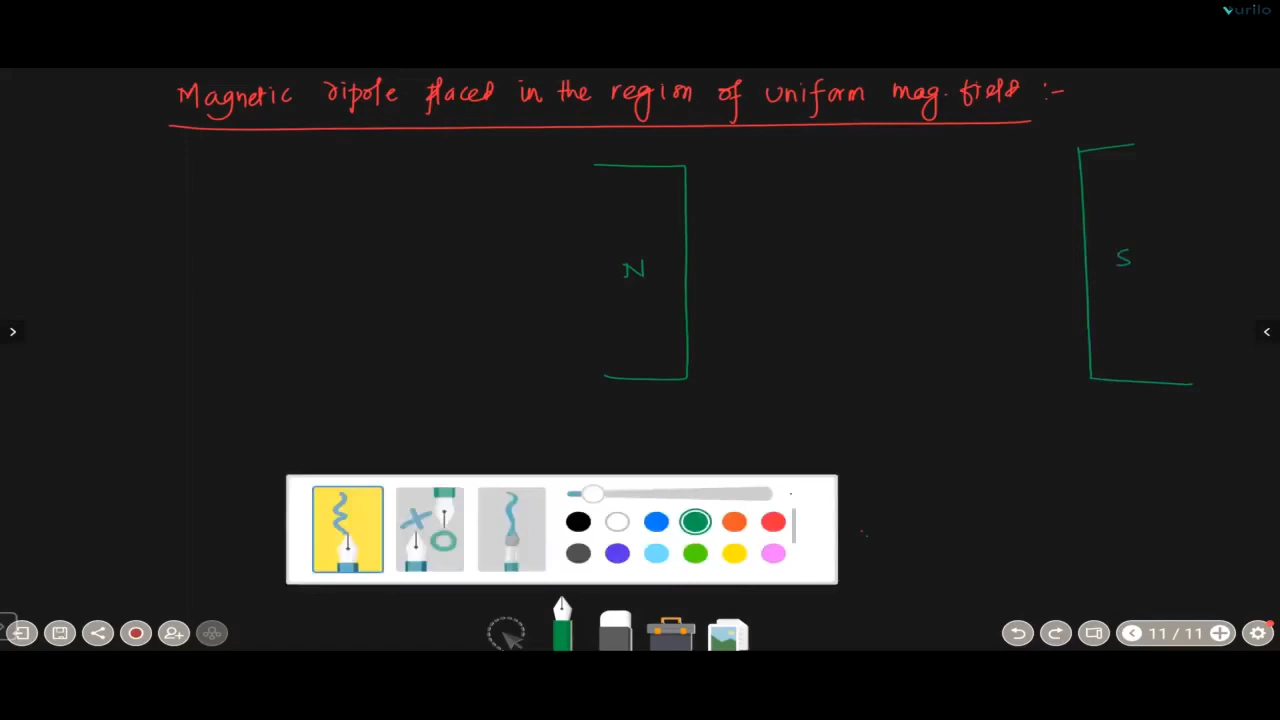 Vurilo
Magnetic dipole placed in the region of uniform mag. field :-
N
S
11 / 11